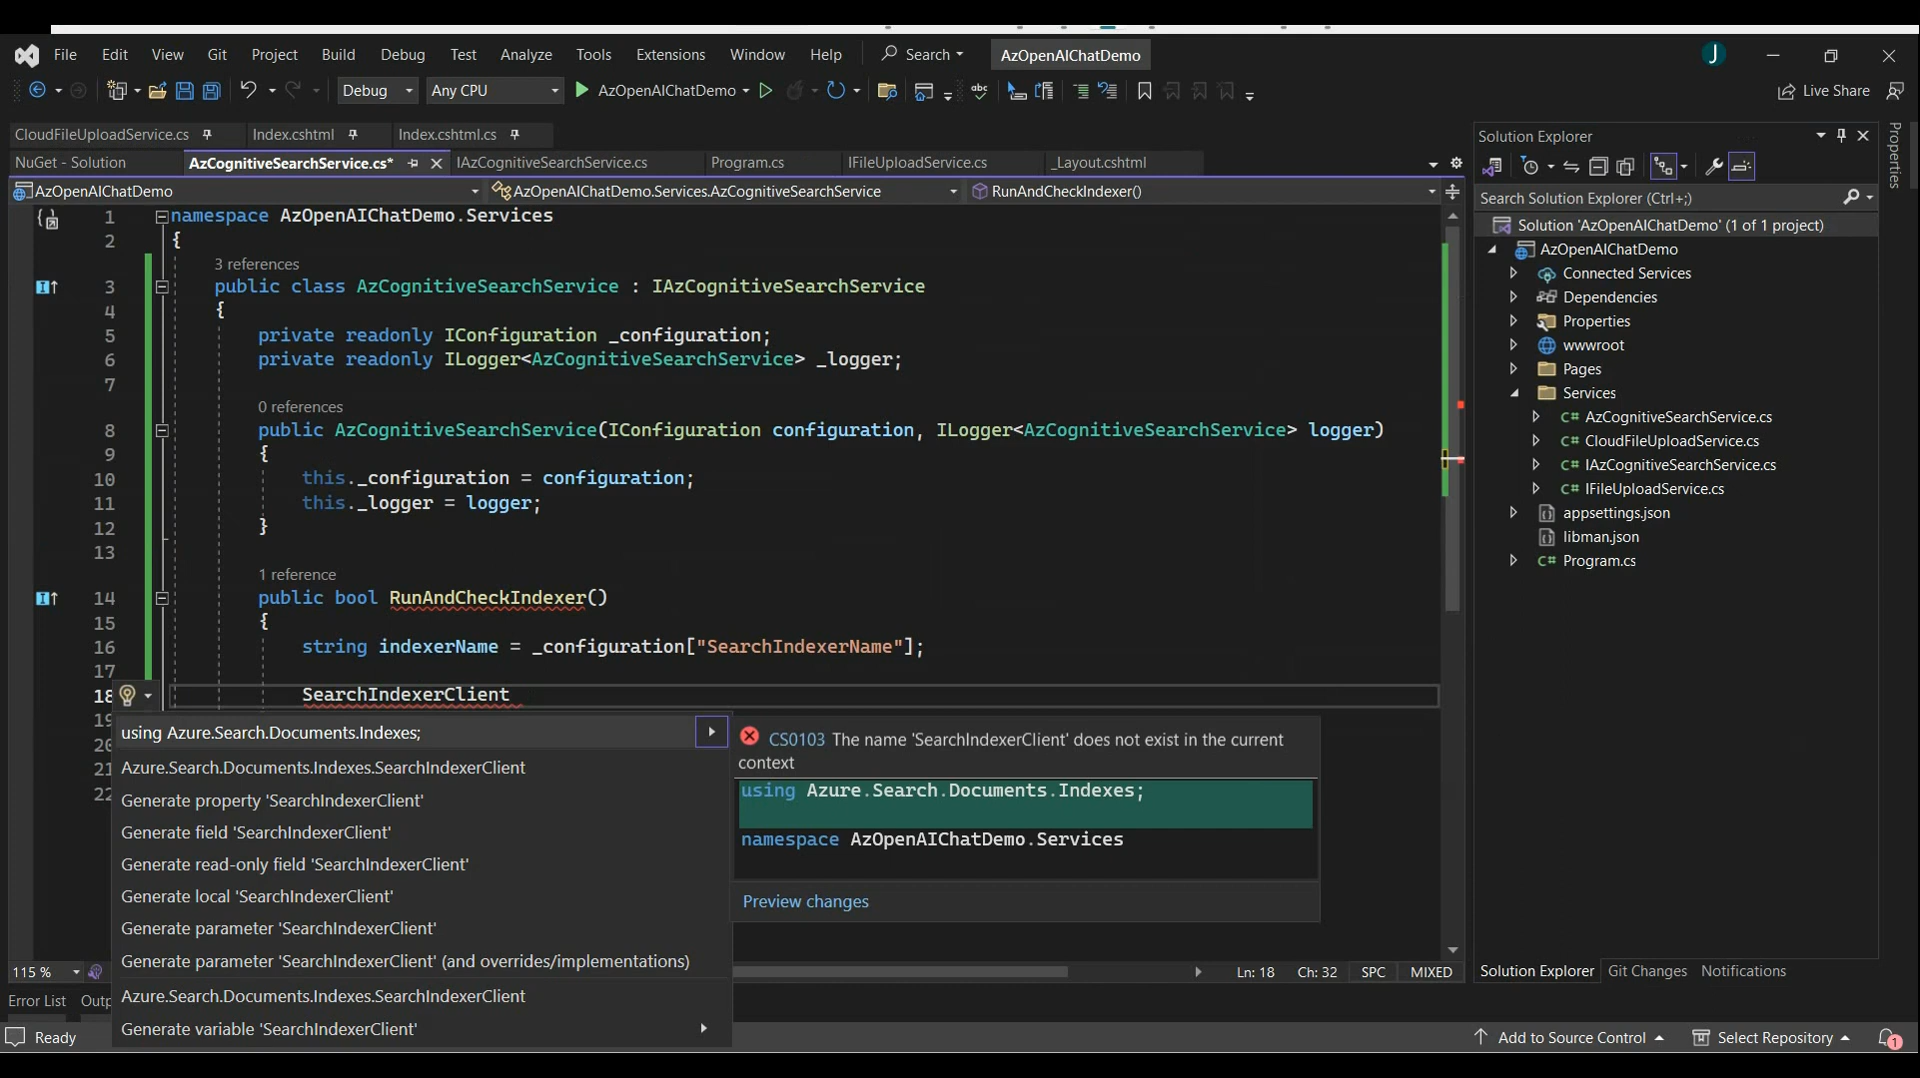 File Edit View Git Project Build Debug Test Analyze Tools Extensions Window Help Search AzOpenAIChatDemo J
Debug Any CPU AzOpenAIChatDemo Live Share
CloudFileUploadService.cs Index.cshtml Index.cshtml.cs
NuGet - Solution AzCognitiveSearchService.cs* IAzCognitiveSearchService.cs Program.cs IFileUploadService.cs _Layout.cshtml
AzOpenAIChatDemo AzOpenAIChatDemo.Services.AzCognitiveSearchService RunAndCheckIndexer()
1 namespace AzOpenAIChatDemo.Services
2 {
3 references
3 public class AzCognitiveSearchService : IAzCognitiveSearchService
4 {
5 private readonly IConfiguration _configuration;
6 private readonly ILogger<AzCognitiveSearchService> _logger;
7
0 references
8 public AzCognitiveSearchService(IConfiguration configuration, ILogger<AzCognitiveSearchService> logger)
9 {
10 this._configuration = configuration;
11 this._logger = logger;
12 }
13
1 reference
14 public bool RunAndCheckIndexer()
15 {
16 string indexerName = _configuration["SearchIndexerName"];
17
18 SearchIndexerClient
19
20
21
22
using Azure.Search.Documents.Indexes;
Azure.Search.Documents.Indexes.SearchIndexerClient
Generate property 'SearchIndexerClient'
Generate field 'SearchIndexerClient'
Generate read-only field 'SearchIndexerClient'
Generate local 'SearchIndexerClient'
Generate parameter 'SearchIndexerClient'
Generate parameter 'SearchIndexerClient' (and overrides/implementations)
Azure.Search.Documents.Indexes.SearchIndexerClient
Generate variable 'SearchIndexerClient'
CS0103 The name 'SearchIndexerClient' does not exist in the current
context
using Azure.Search.Documents.Indexes;
namespace AzOpenAIChatDemo.Services
Preview changes
115 % Ln: 18 Ch: 32 SPC MIXED
Error List Outp
Ready
Solution Explorer
Search Solution Explorer (Ctrl+;)
Solution 'AzOpenAIChatDemo' (1 of 1 project)
AzOpenAIChatDemo
Connected Services
Dependencies
Properties
wwwroot
Pages
Services
C# AzCognitiveSearchService.cs
C# CloudFileUploadService.cs
C# IAzCognitiveSearchService.cs
C# IFileUploadService.cs
appsettings.json
libman.json
C# Program.cs
Solution Explorer Git Changes Notifications
Add to Source Control Select Repository 1
Properties